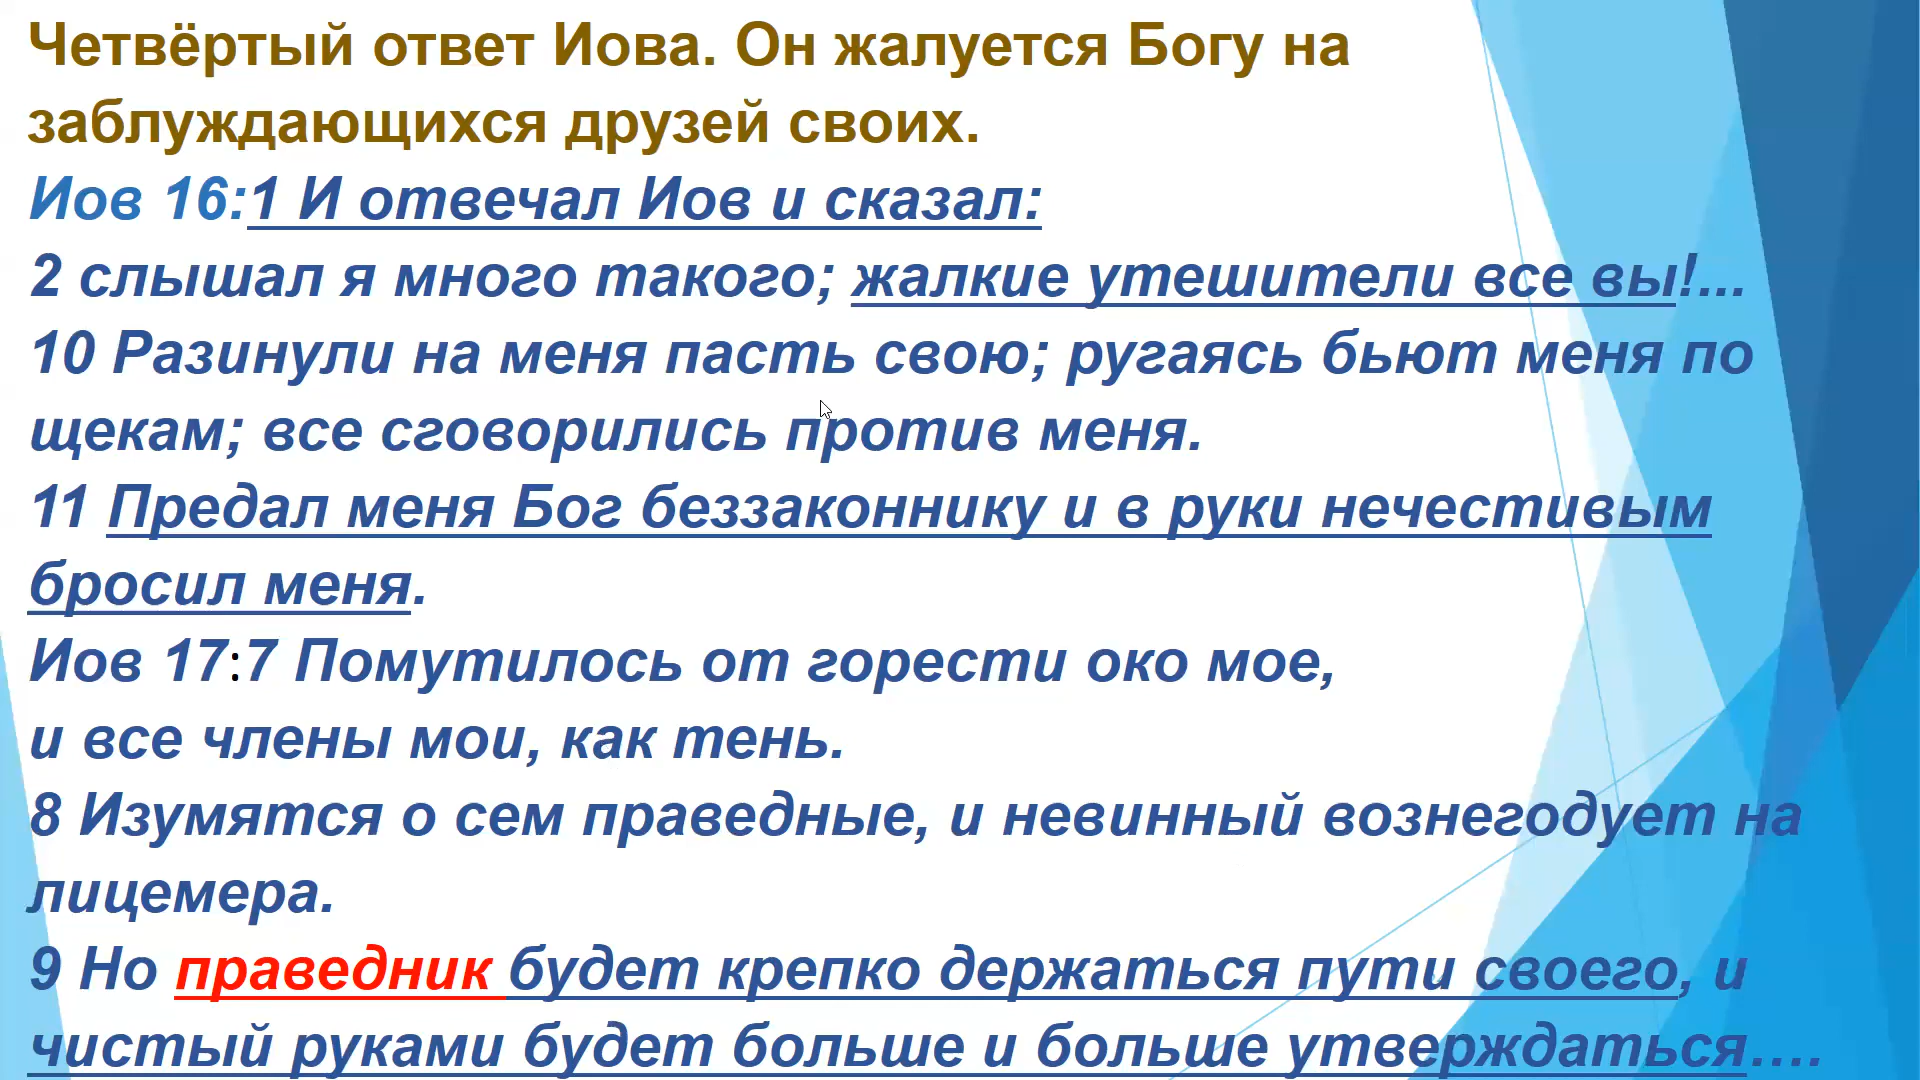 Четвёртый ответ Иова. Он жалуется Богу на
заблуждающихся друзей своих.
Иов 16:1 И отвечал Иов и сказал:
2 слышал я много такого; жалкие утешители все вы!...
10 Разинули на меня пасть свою; ругаясь бьют меня по
щекам; все сговорились против меня.
11 Предал меня Бог беззаконнику и в руки нечестивым
бросил меня.
Иов 17:7 Помутилось от горести око мое,
и все члены мои, как тень.
8 Изумятся о сем праведные, и невинный вознегодует на
лицемера.
9 Но праведник будет крепко держаться пути своего, и
чистый руками будет больше и больше утверждаться....